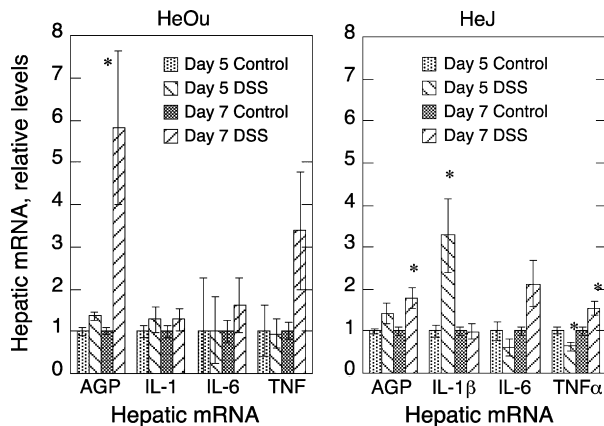 HeOu
Hepatic mRNA, relative levels
8
7
6
5
4
3
2
1
0
*
Day 5 Control
Day 5 DSS
Day 7 Control
Day 7 DSS
AGP IL-1 IL-6 TNF
Hepatic mRNA
HeJ
8
7
6
5
4
3
2
1
0
Day 5 Control
Day 5 DSS
Day 7 Control
Day 7 DSS
* * * *
AGP IL-1β IL-6 TNFα
Hepatic mRNA